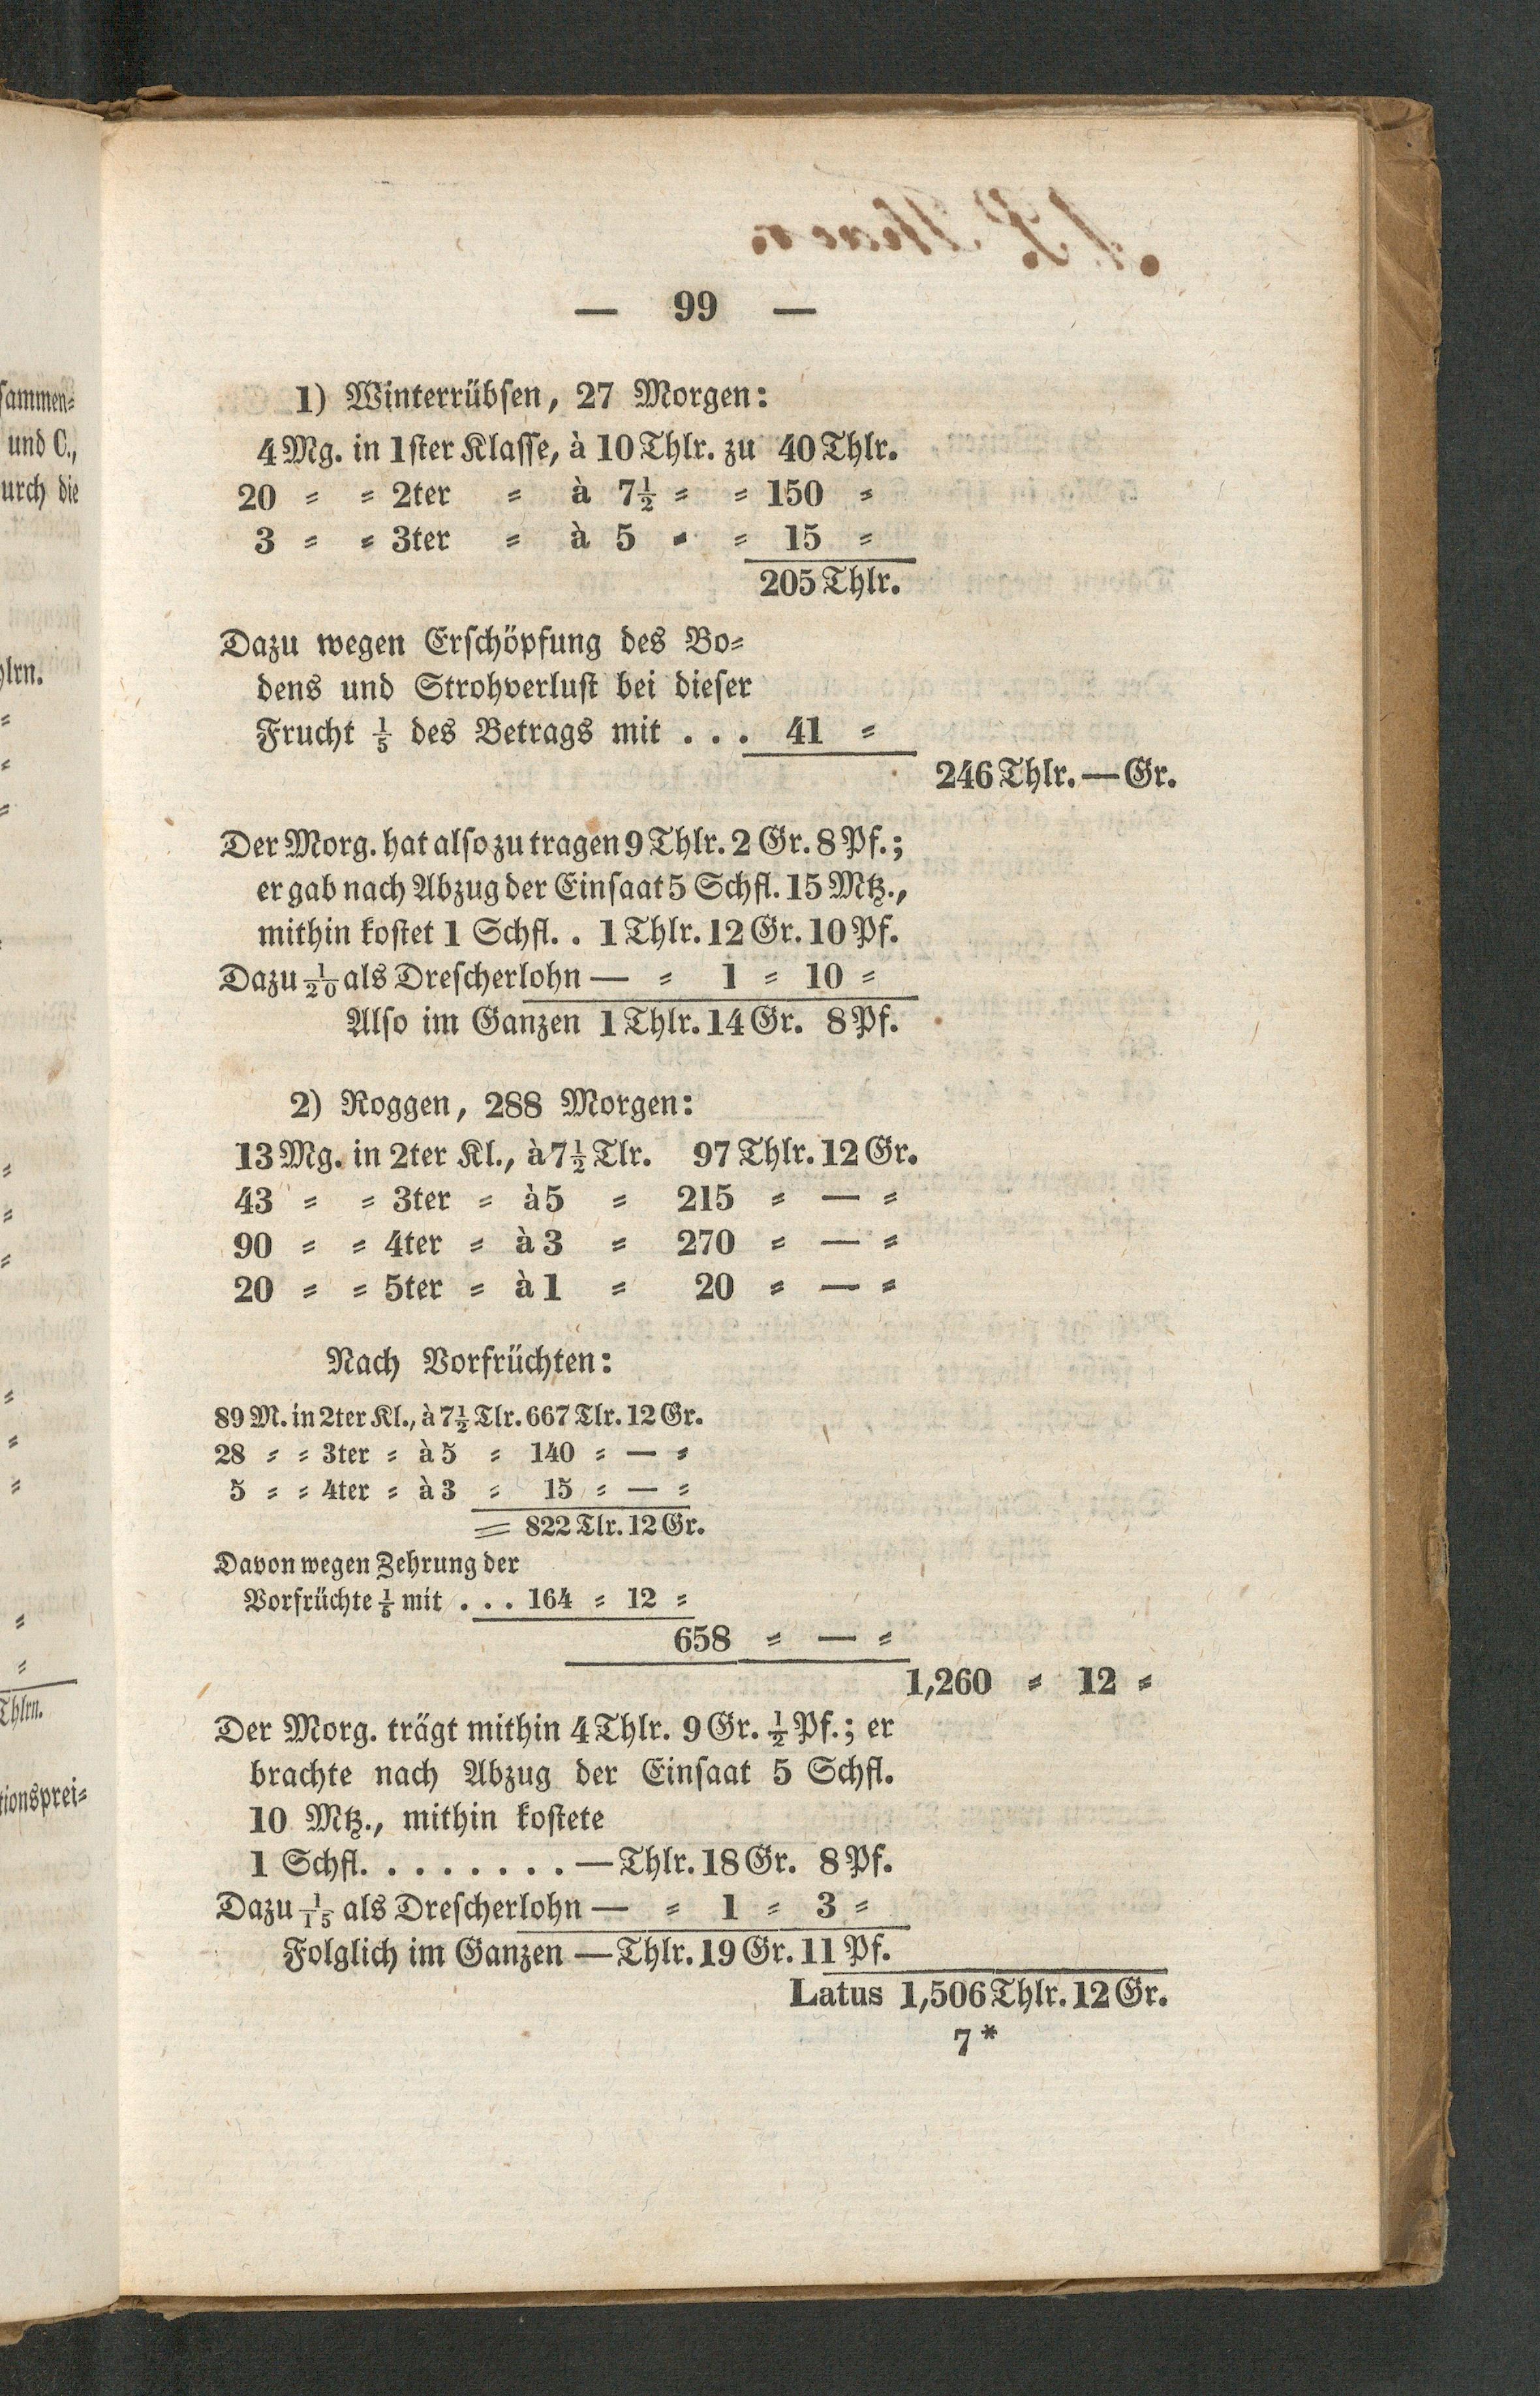 — 99 —
1) Winterrübsen, 27 Morgen:
4 Mg. in 1ster Klasse, à 10 Thlr. zu 40 Thlr.
20 = = 2ter = à 7½ = = 150 =
3 = = 3ter = à 5 = = 15 =
205 Thlr.
Dazu wegen Erschöpfung des Bo=
dens und Strohverlust bei dieser
Frucht ⅕ des Betrags mit . . . 41 =
246 Thlr. — Gr.
Der Morg. hat also zu tragen 9 Thlr. 2 Gr. 8 Pf.;
er gab nach Abzug der Einsaat 5 Schfl. 15 Mtz.,
mithin kostet 1 Schfl. . 1 Thlr. 12 Gr. 10 Pf.
Dazu 1/20 als Drescherlohn — = 1 = 10 =
Also im Ganzen 1 Thlr. 14 Gr. 8 Pf.
2) Roggen, 288 Morgen:
13 Mg. in 2ter Kl., à 7½ Tlr. 97 Thlr. 12 Gr.
43 = = 3ter = à 5 = 215 = — =
90 = = 4ter = à 3 = 270 = — =
20 = = 5ter = à 1 = 20 = — =
Nach Vorfrüchten:
89 M. in 2ter Kl., à 7½ Tlr. 667 Tlr. 12 Gr.
28 = = 3ter = à 5 = 140 = — =
5 = = 4ter = à 3 = 15 = — =
= 822 Tlr. 12 Gr.
Davon wegen Zehrung der
Vorfrüchte ⅕ mit . . . 164 = 12 =
658 = — =
1,260 = 12 =
Der Morg. trägt mithin 4 Thlr. 9 Gr. ½ Pf.; er
brachte nach Abzug der Einsaat 5 Schfl.
10 Mtz., mithin kostete
1 Schfl. . . . . . . . . — Thlr. 18 Gr. 8 Pf.
Dazu 1/15 als Drescherlohn — = 1 = 3 =
Folglich im Ganzen — Thlr. 19 Gr. 11 Pf.
Latus 1,506 Thlr. 12 Gr.
7*
sammen=
und C.,
urch die
hlrn.
Thlrn.
tionsprei=